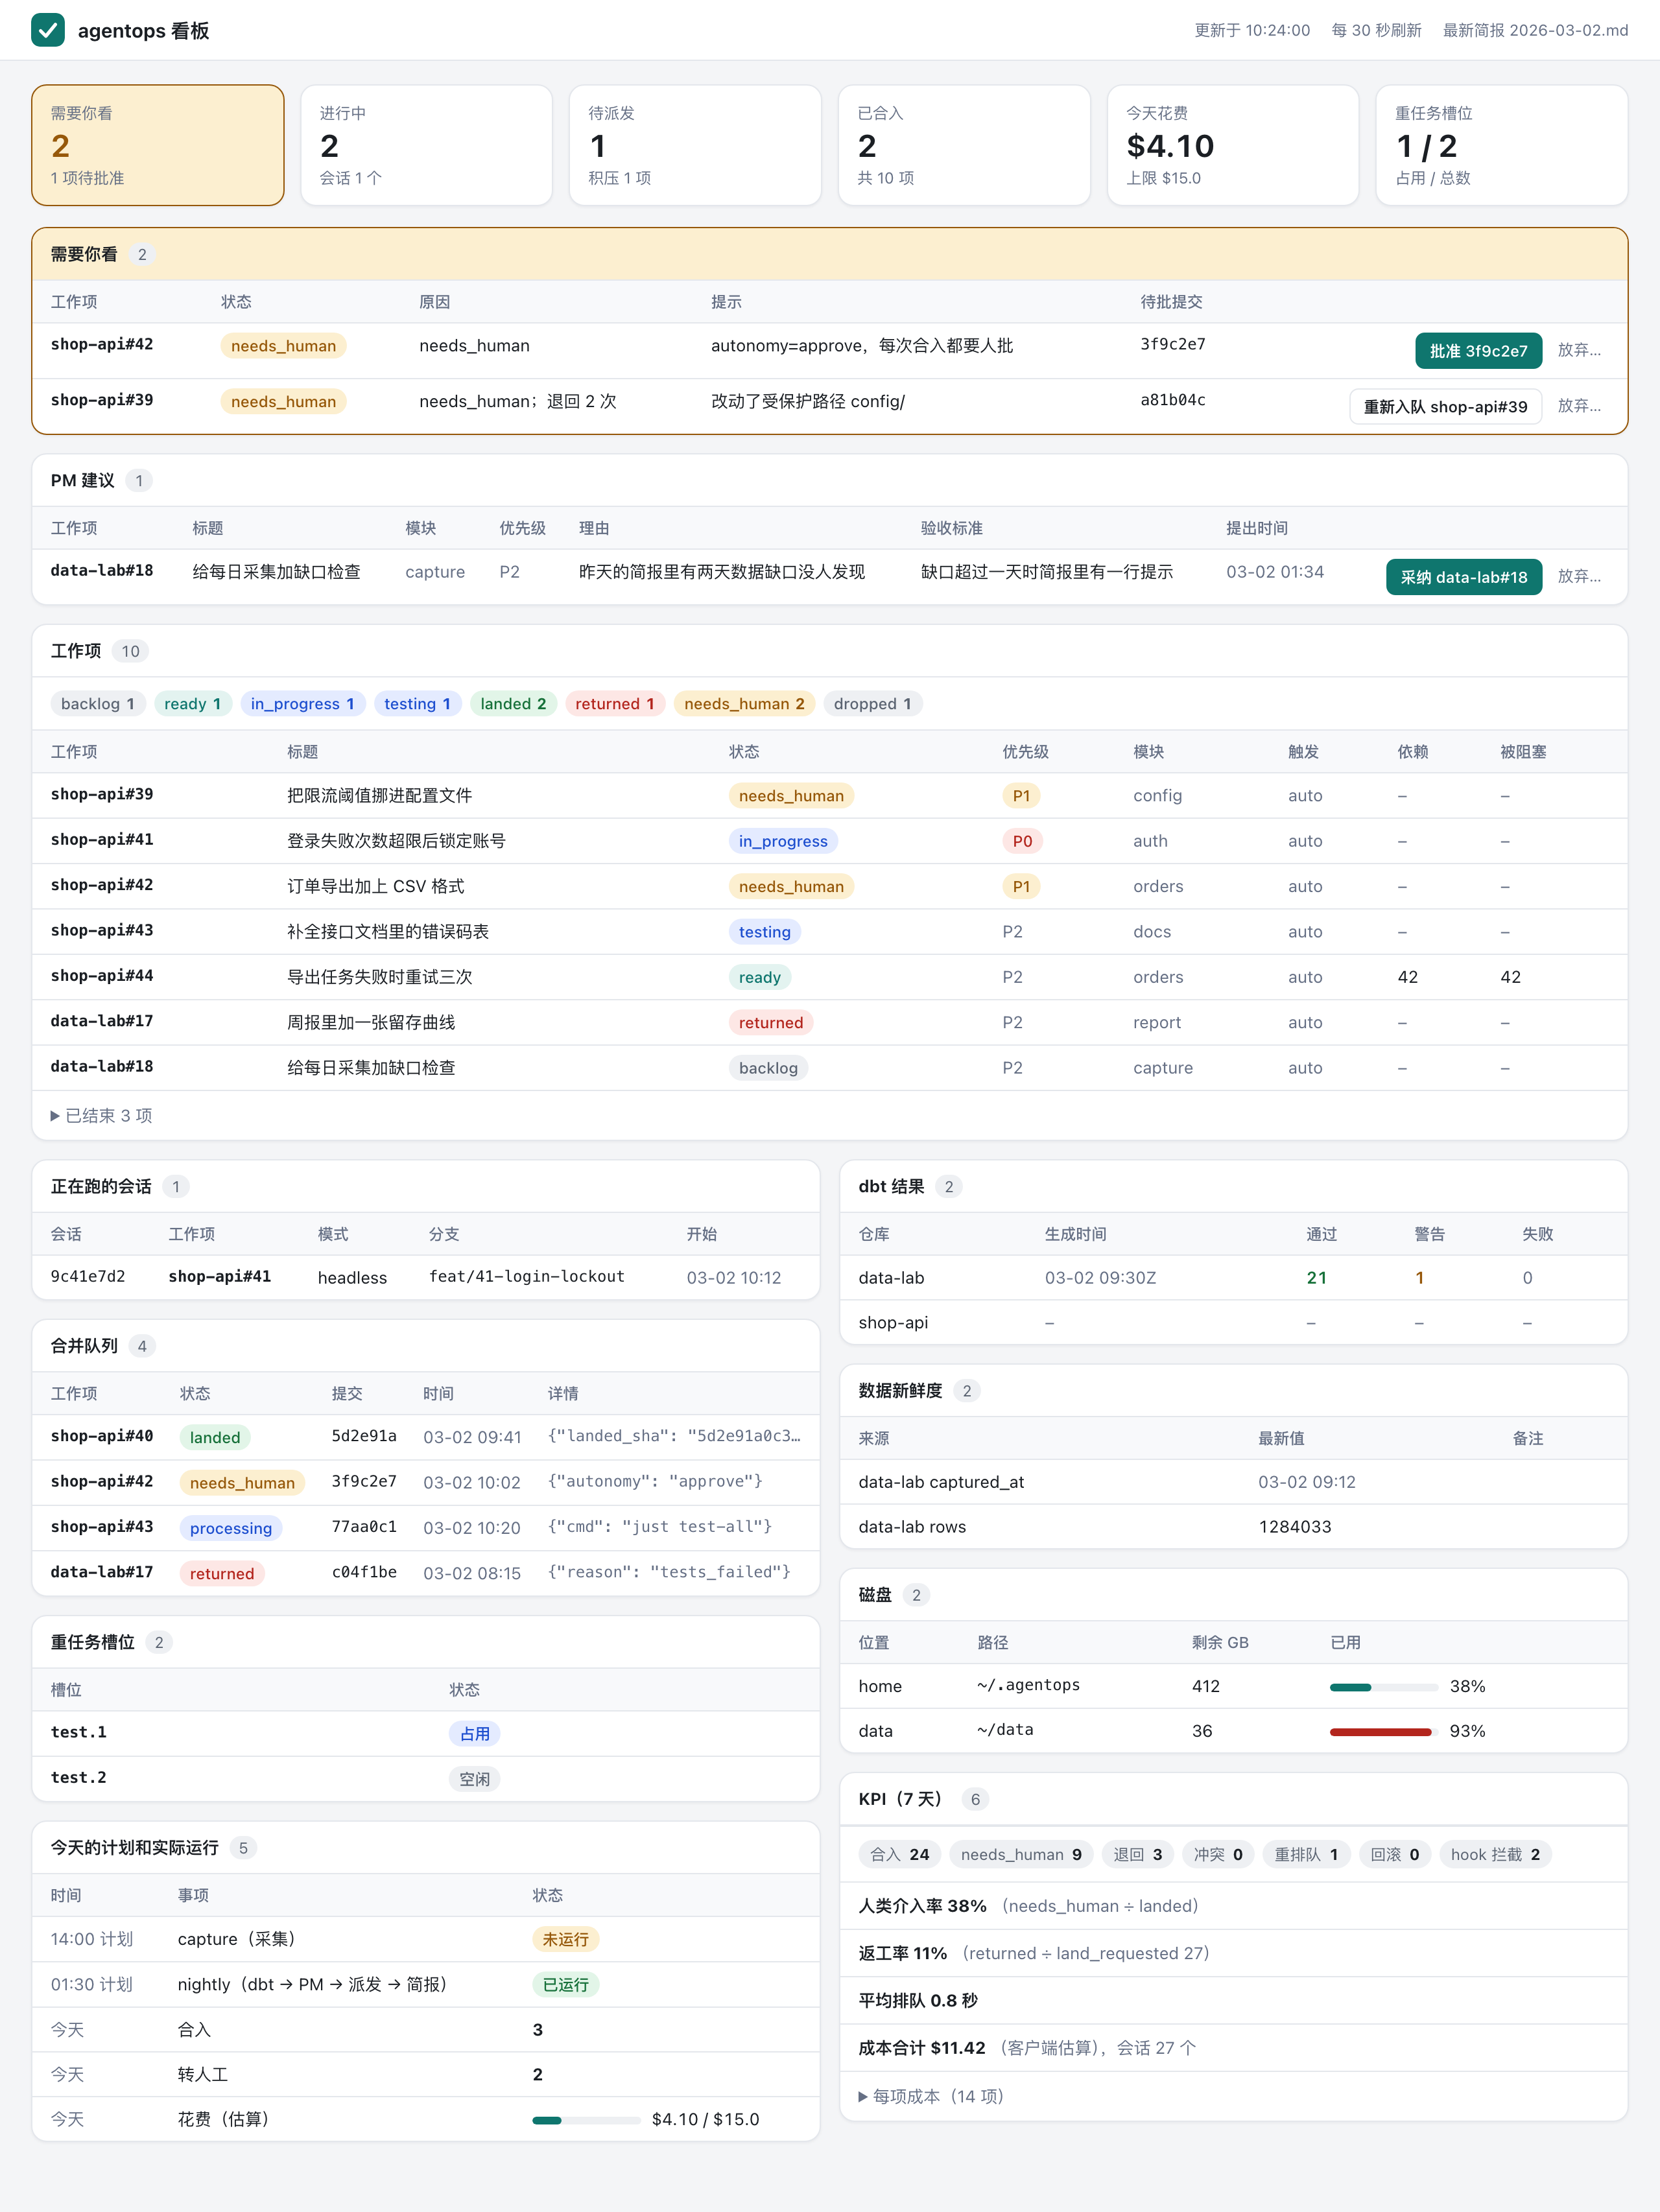 agentops 看板
更新于 10:24:00 每 30 秒刷新 最新简报 2026-03-02.md
需要你看
2
1 项待批准
进行中
2
会话 1 个
待派发
1
积压 1 项
已合入
2
共 10 项
今天花费
$4.10
上限 $15.0
重任务槽位
1 / 2
占用 / 总数
需要你看 2
工作项 状态 原因 提示 待批提交
shop-api#42 needs_human needs_human autonomy=approve，每次合入都要人批 3f9c2e7 批准 3f9c2e7 放弃…
shop-api#39 needs_human needs_human；退回 2 次 改动了受保护路径 config/ a81b04c 重新入队 shop-api#39 放弃…
PM 建议 1
工作项 标题 模块 优先级 理由 验收标准 提出时间
data-lab#18 给每日采集加缺口检查 capture P2 昨天的简报里有两天数据缺口没人发现 缺口超过一天时简报里有一行提示 03-02 01:34 采纳 data-lab#18 放弃…
工作项 10
backlog 1 ready 1 in_progress 1 testing 1 landed 2 returned 1 needs_human 2 dropped 1
工作项 标题 状态 优先级 模块 触发 依赖 被阻塞
shop-api#39 把限流阈值挪进配置文件 needs_human P1 config auto – –
shop-api#41 登录失败次数超限后锁定账号 in_progress P0 auth auto – –
shop-api#42 订单导出加上 CSV 格式 needs_human P1 orders auto – –
shop-api#43 补全接口文档里的错误码表 testing P2 docs auto – –
shop-api#44 导出任务失败时重试三次 ready P2 orders auto 42 42
data-lab#17 周报里加一张留存曲线 returned P2 report auto – –
data-lab#18 给每日采集加缺口检查 backlog P2 capture auto – –
▶ 已结束 3 项
正在跑的会话 1
会话 工作项 模式 分支 开始
9c41e7d2 shop-api#41 headless feat/41-login-lockout 03-02 10:12
合并队列 4
工作项 状态 提交 时间 详情
shop-api#40 landed 5d2e91a 03-02 09:41 {"landed_sha": "5d2e91a0c3…
shop-api#42 needs_human 3f9c2e7 03-02 10:02 {"autonomy": "approve"}
shop-api#43 processing 77aa0c1 03-02 10:20 {"cmd": "just test-all"}
data-lab#17 returned c04f1be 03-02 08:15 {"reason": "tests_failed"}
重任务槽位 2
槽位 状态
test.1 占用
test.2 空闲
今天的计划和实际运行 5
时间 事项 状态
14:00 计划 capture（采集） 未运行
01:30 计划 nightly（dbt → PM → 派发 → 简报） 已运行
今天 合入 3
今天 转人工 2
今天 花费（估算） $4.10 / $15.0
dbt 结果 2
仓库 生成时间 通过 警告 失败
data-lab 03-02 09:30Z 21 1 0
shop-api – – – –
数据新鲜度 2
来源 最新值 备注
data-lab captured_at 03-02 09:12
data-lab rows 1284033
磁盘 2
位置 路径 剩余 GB 已用
home ~/.agentops 412 38%
data ~/data 36 93%
KPI（7 天） 6
合入 24 needs_human 9 退回 3 冲突 0 重排队 1 回滚 0 hook 拦截 2
人类介入率 38% （needs_human ÷ landed）
返工率 11% （returned ÷ land_requested 27）
平均排队 0.8 秒
成本合计 $11.42 （客户端估算），会话 27 个
▶ 每项成本（14 项）